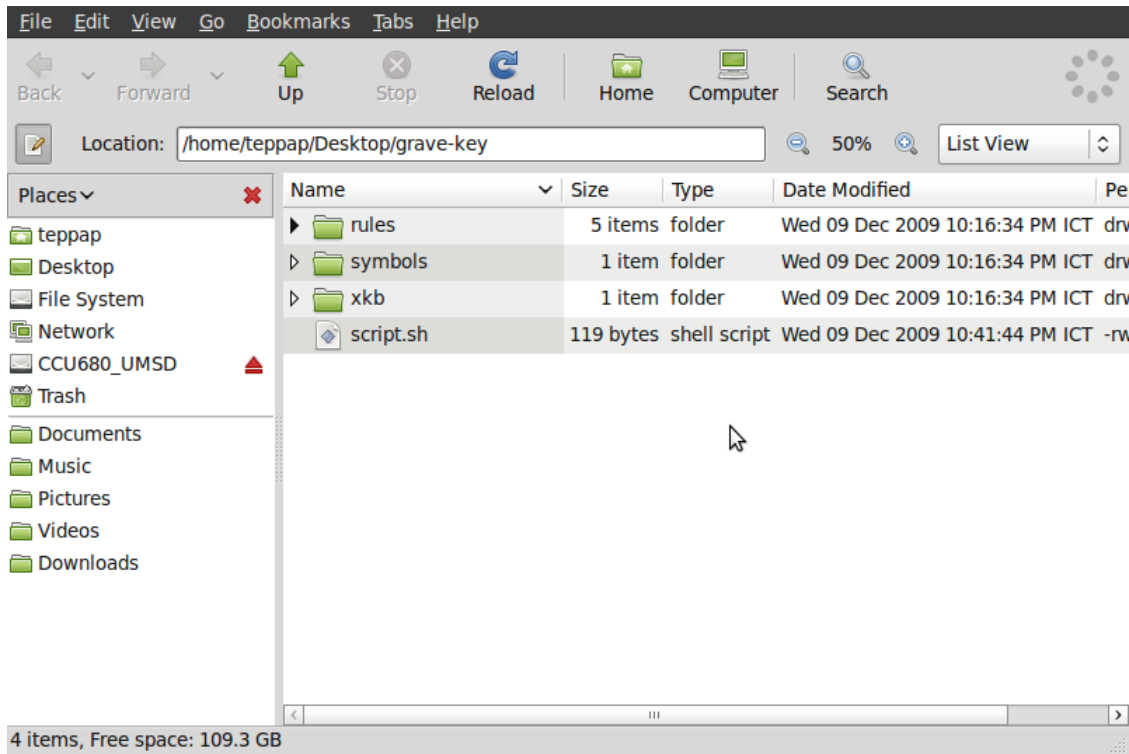 File Edit View Go Bookmarks Tabs Help
Back Forward Up Stop Reload Home Computer Search
Location: /home/teppap/Desktop/grave-key 50% List View
Places Name Size Type Date Modified Pe
teppap rules 5 items folder Wed 09 Dec 2009 10:16:34 PM ICT drw
Desktop symbols 1 item folder Wed 09 Dec 2009 10:16:34 PM ICT drw
File System xkb 1 item folder Wed 09 Dec 2009 10:16:34 PM ICT drw
Network script.sh 119 bytes shell script Wed 09 Dec 2009 10:41:44 PM ICT -rw
CCU680_UMSD
Trash
Documents
Music
Pictures
Videos
Downloads
4 items, Free space: 109.3 GB